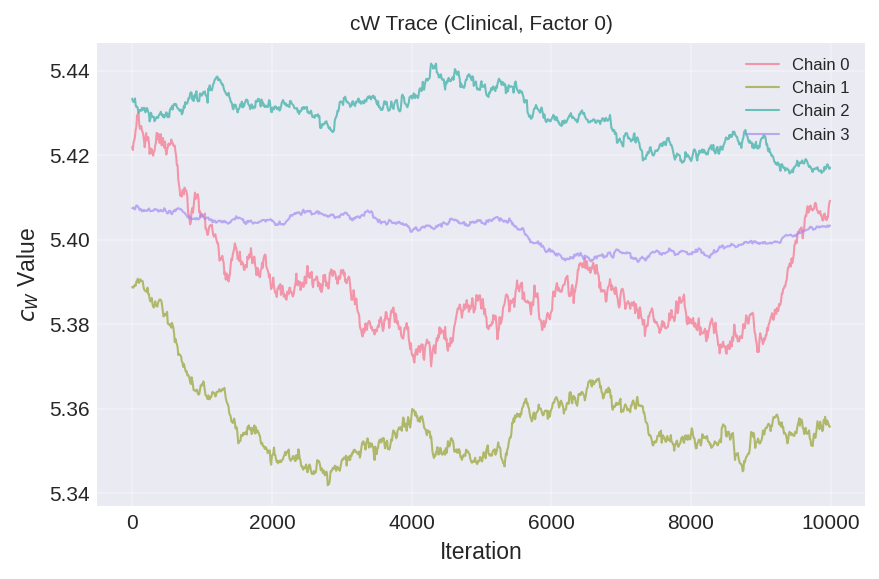 cW Trace (Clinical, Factor 0)
5.44
5.42
5.40
5.38
5.36
5.34
c_W Value
Chain 0
Chain 1
Chain 2
Chain 3
0 2000 4000 6000 8000 10000
Iteration